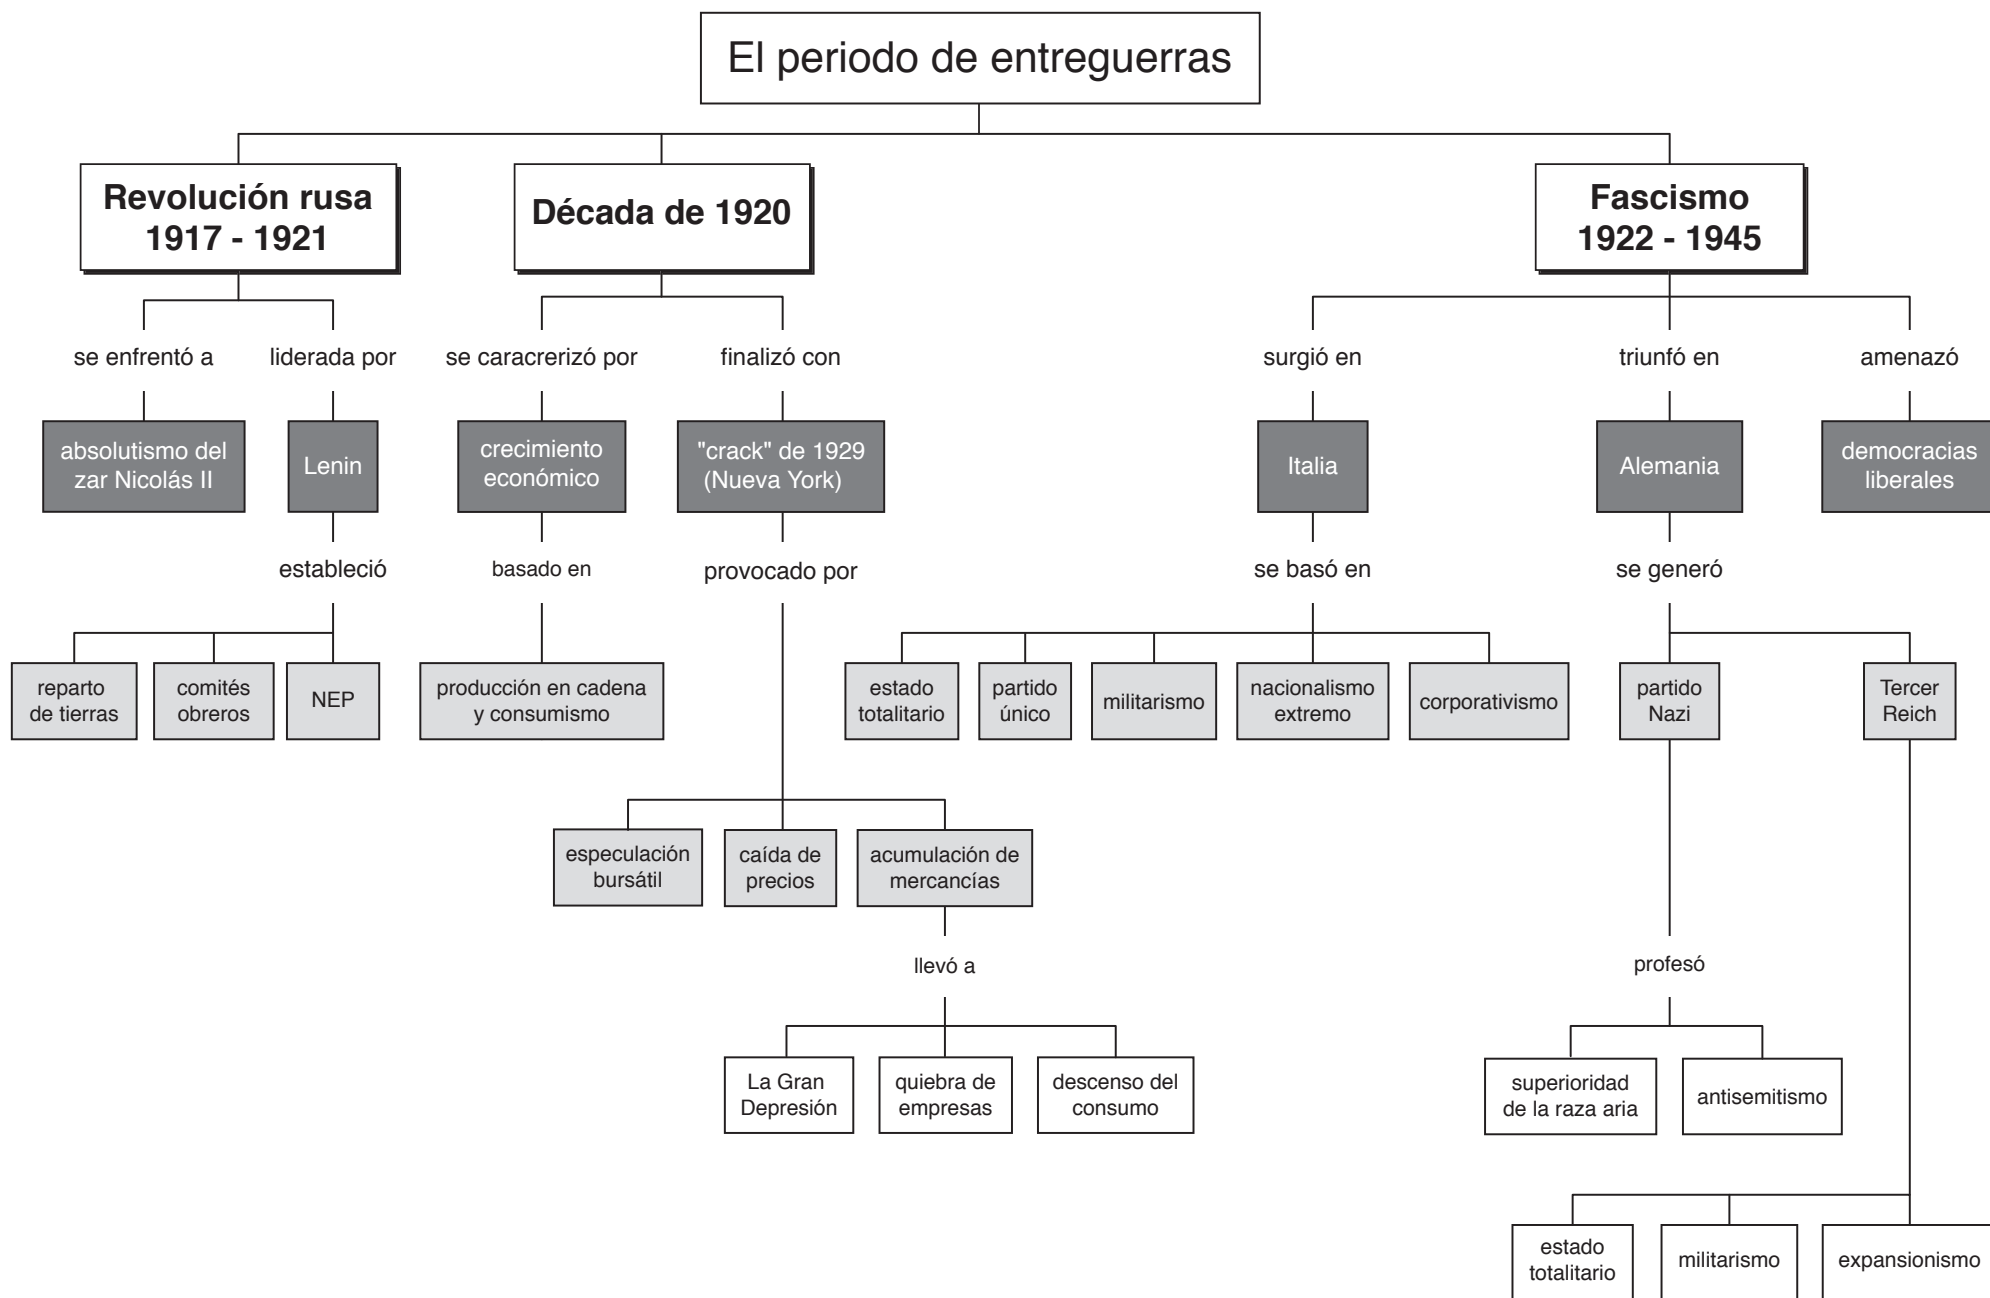 El periodo de entreguerras
Revolución rusa
1917 - 1921
Década de 1920
Fascismo
1922 - 1945
se enfrentó a
liderada por
se caracrerizó por
finalizó con
surgió en
triunfó en
amenazó
absolutismo del
zar Nicolás II
Lenin
crecimiento
económico
"crack" de 1929
(Nueva York)
Italia
Alemania
democracias
liberales
estableció
basado en
provocado por
se basó en
se generó
reparto
de tierras
comités
obreros
NEP
producción en cadena
y consumismo
estado
totalitario
partido
único
militarismo
nacionalismo
extremo
corporativismo
partido
Nazi
Tercer
Reich
especulación
bursátil
caída de
precios
acumulación de
mercancías
llevó a
profesó
La Gran
Depresión
quiebra de
empresas
descenso del
consumo
superioridad
de la raza aria
antisemitismo
estado
totalitario
militarismo
expansionismo